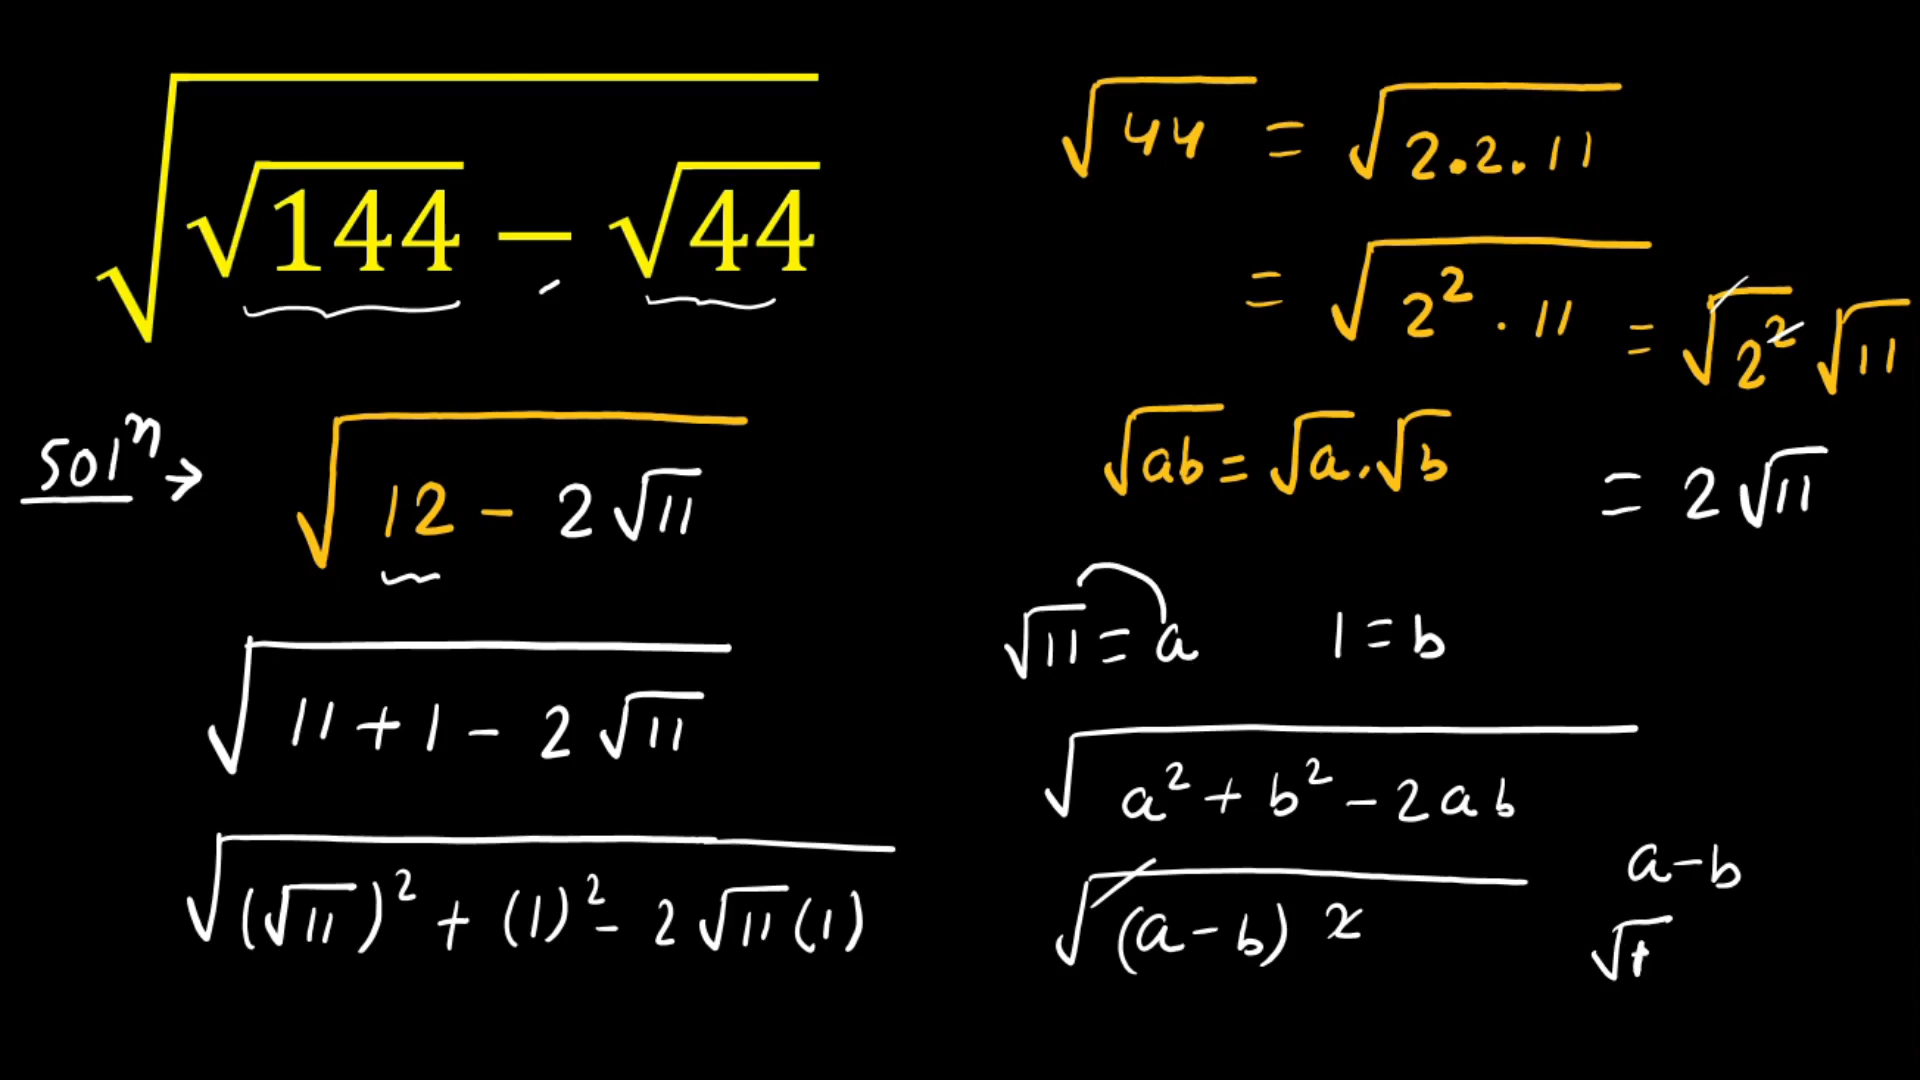 √(√144 − √44)
Solⁿ →
√(12 - 2√11)
√(11 + 1 - 2√11)
√((√11)² + (1)² - 2√11(1))
√44 = √(2.2.11)
= √(2² . 11) = √2² √11
√ab = √a . √b
= 2√11
√11 = a 1 = b
√(a² + b² - 2ab)
√(a-b)²
a-b